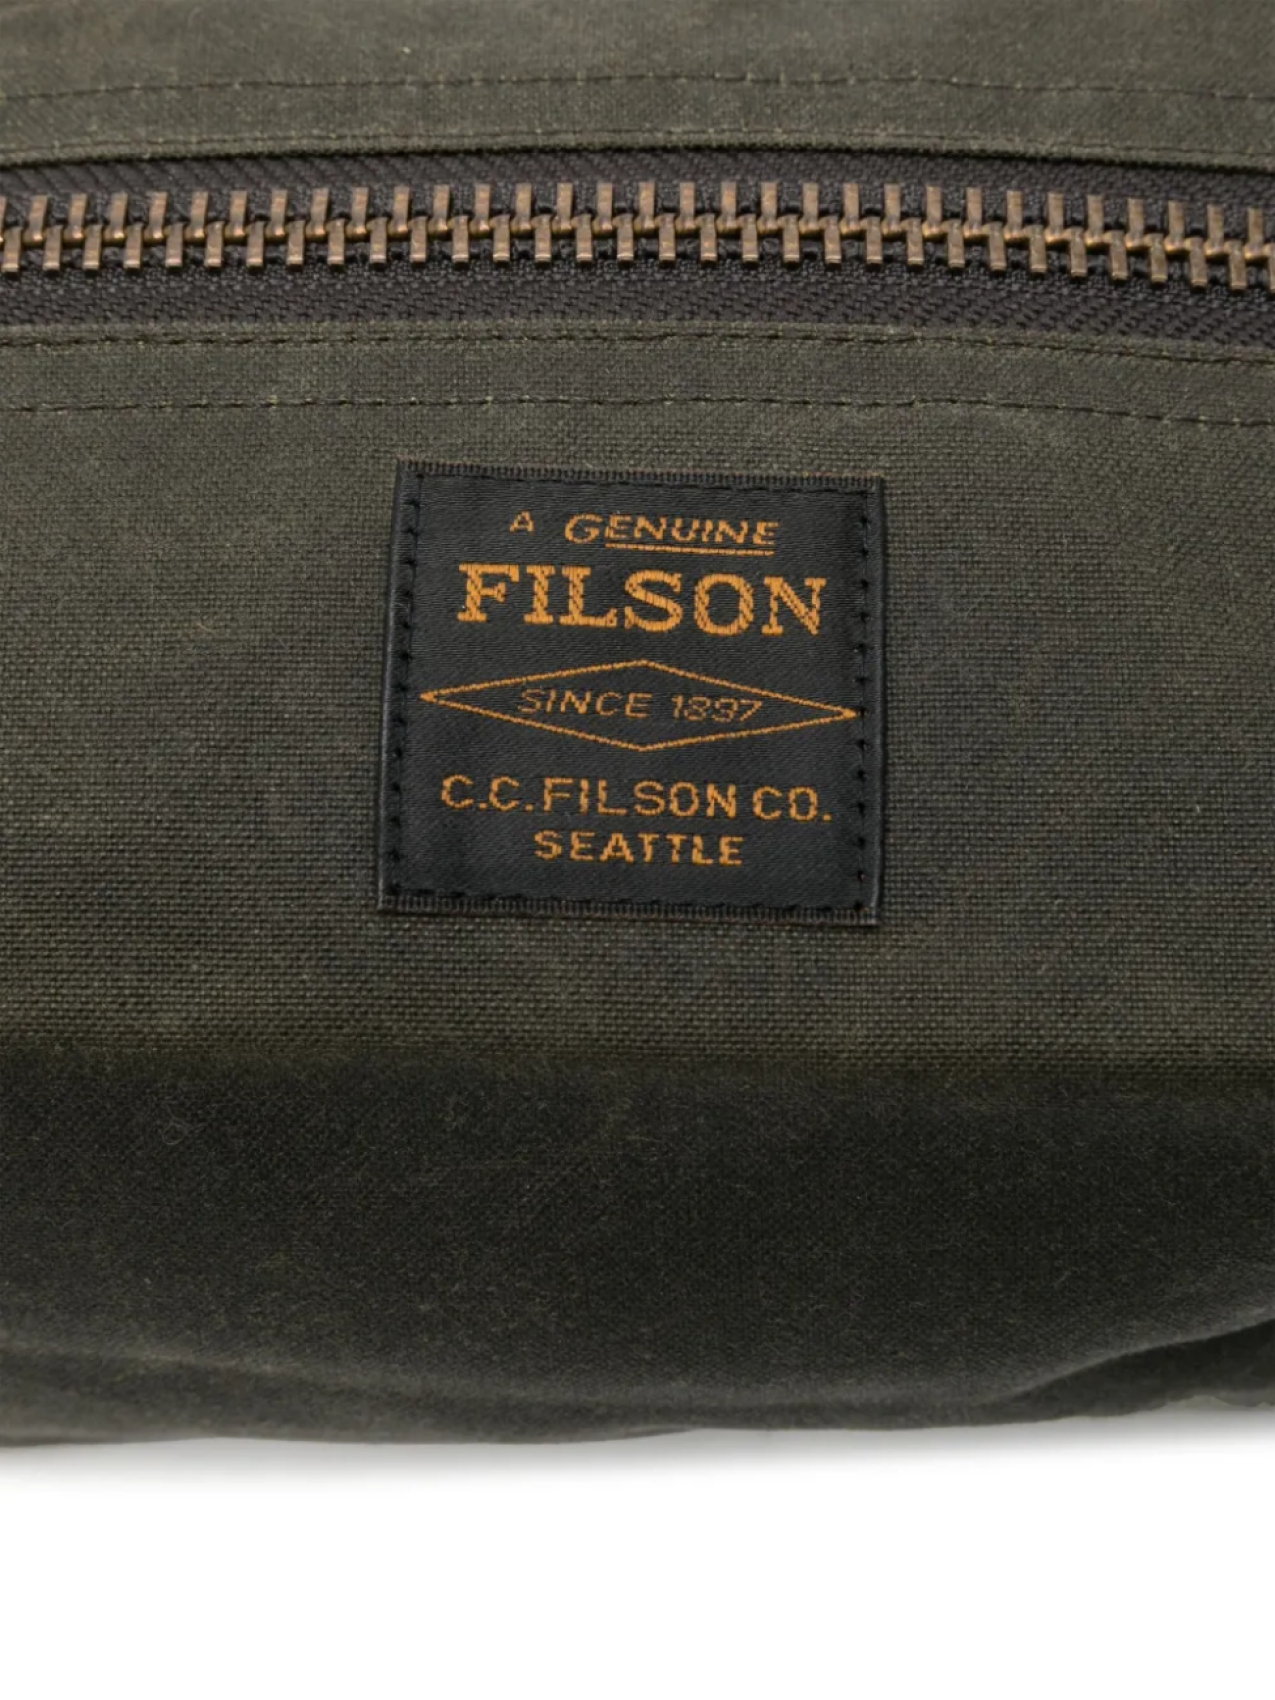 A GENUINE
FILSON
SINCE 1897
C.C. FILSON CO.
SEATTLE